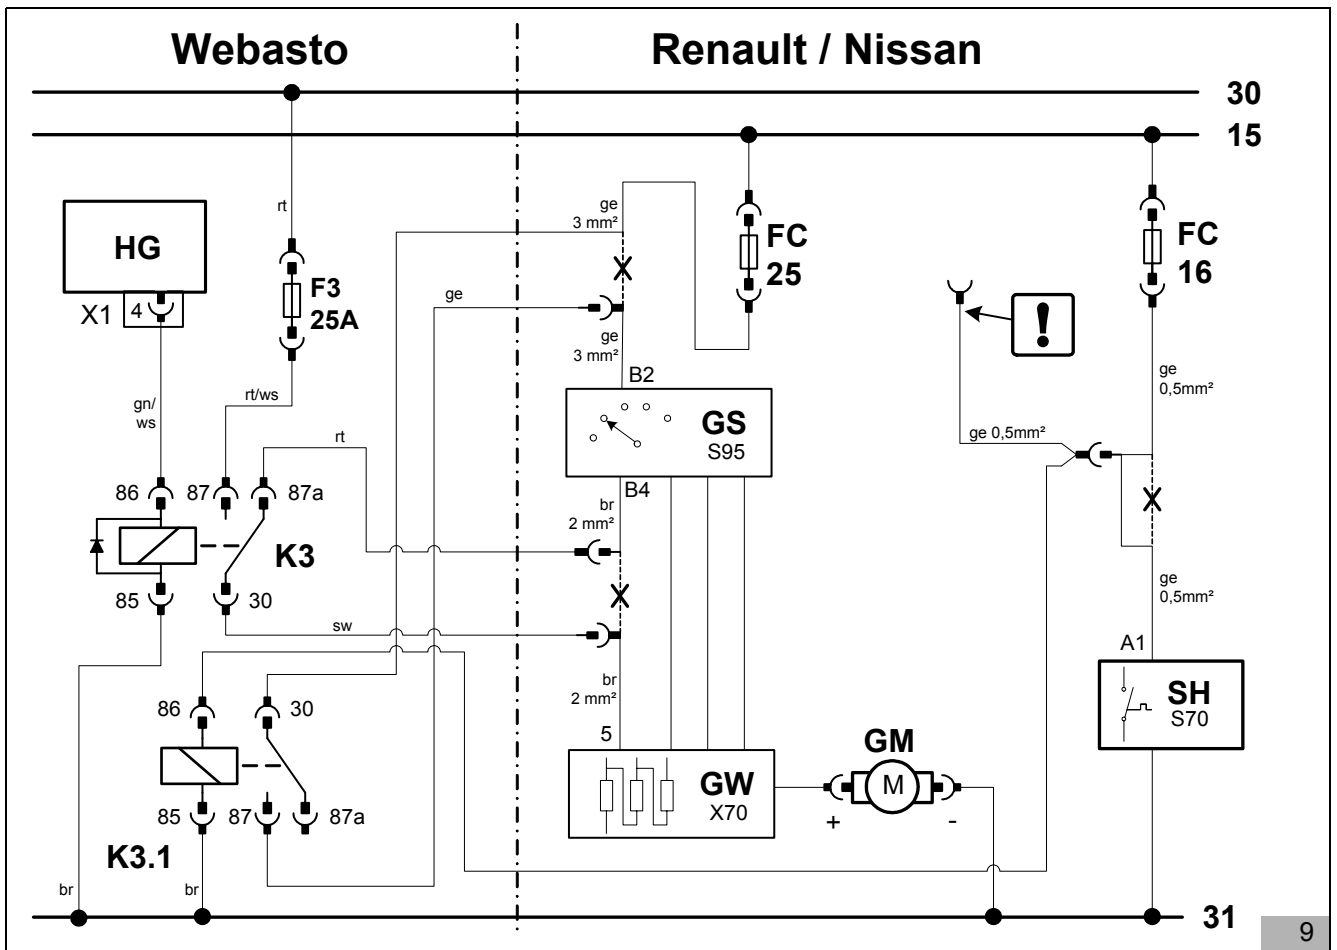 Webasto
Renault / Nissan
30
15
rt
ge
3 mm²
HG
FC
25
FC
16
X1
4
F3
25A
ge
!
ge
3 mm²
ge
0,5mm²
B2
gn/
ws
rt/ws
GS
S95
rt
ge 0,5mm²
86
87
87a
B4
br
2 mm²
K3
ge
0,5mm²
85
30
sw
A1
br
2 mm²
SH
S70
86
30
5
GM
GW
X70
M
+
-
85
87
87a
K3.1
br
br
31
9